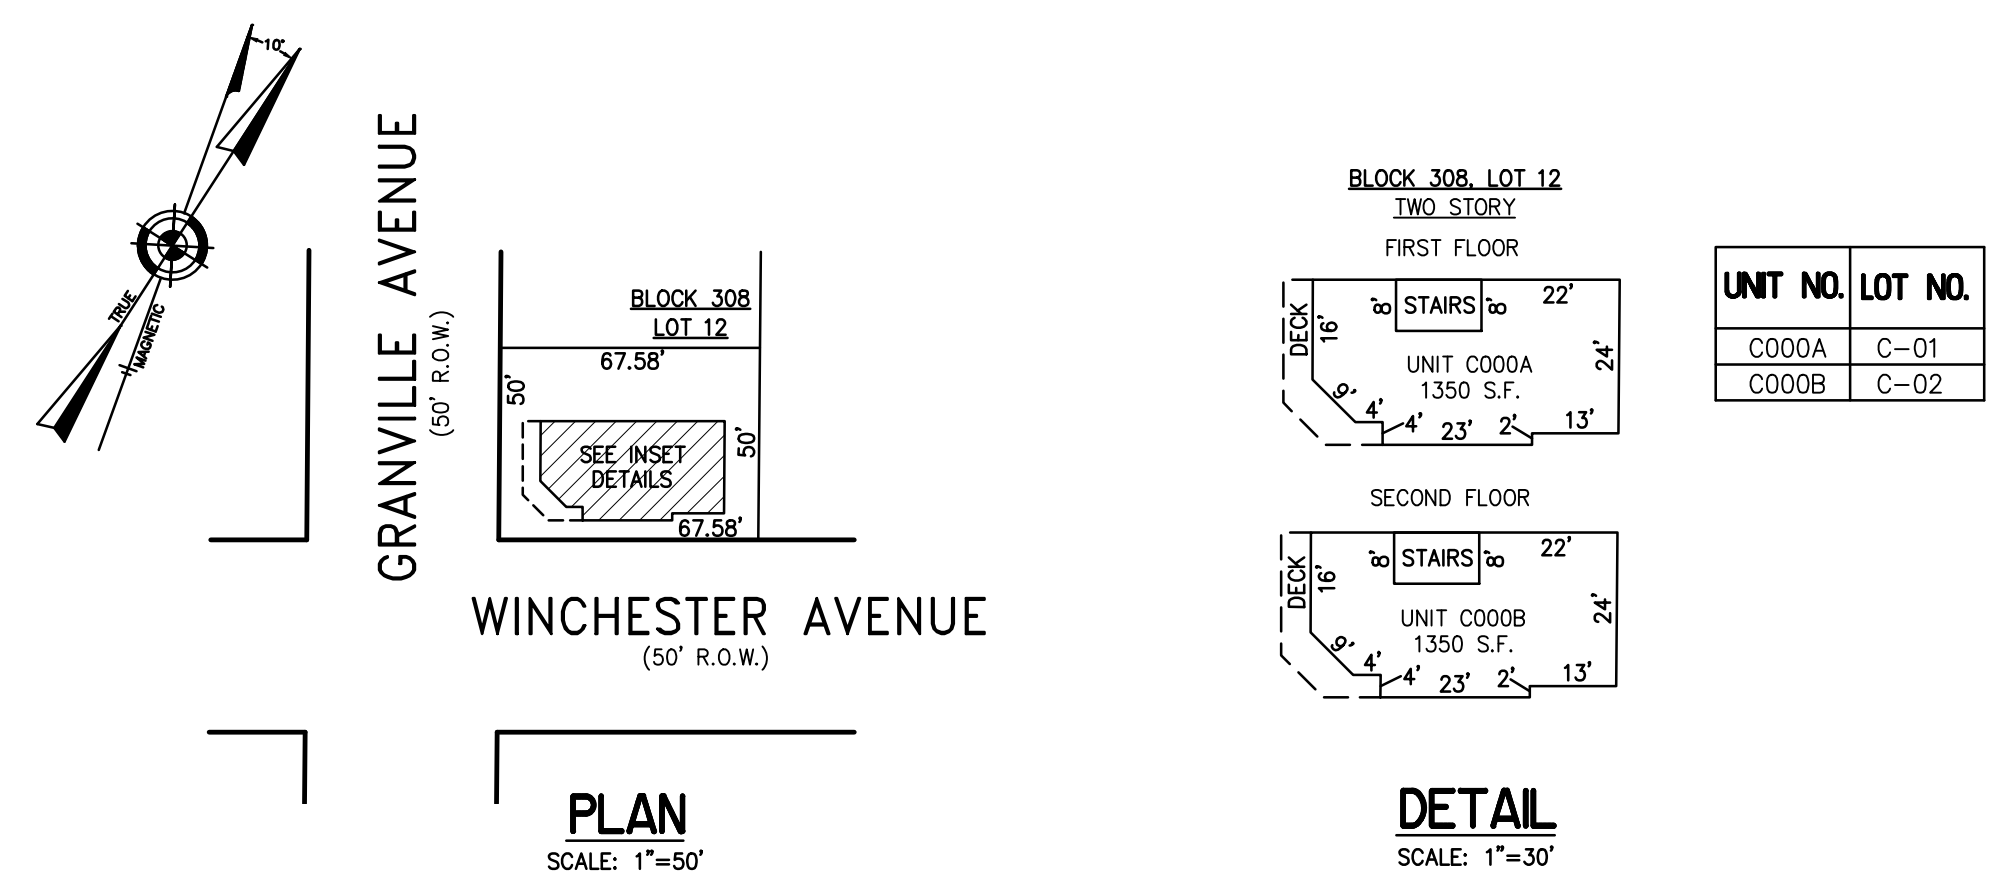 10°
TRUE
MAGNETIC
GRANVILLE AVENUE
(50' R.O.W.)
BLOCK 308
LOT 12
67.58'
50'
50'
SEE INSET
DETAILS
67.58'
WINCHESTER AVENUE
(50' R.O.W.)
PLAN
SCALE: 1"=50'
BLOCK 308, LOT 12
TWO STORY
FIRST FLOOR
DECK
16'
8'
STAIRS
8'
22'
24'
UNIT C000A
1350 S.F.
9'
4'
4'
23'
2'
13'
SECOND FLOOR
DECK
16'
8'
STAIRS
8'
22'
24'
UNIT C000B
1350 S.F.
9'
4'
4'
23'
2'
13'
DETAIL
SCALE: 1"=30'
UNIT NO. LOT NO.
C000A C-01
C000B C-02